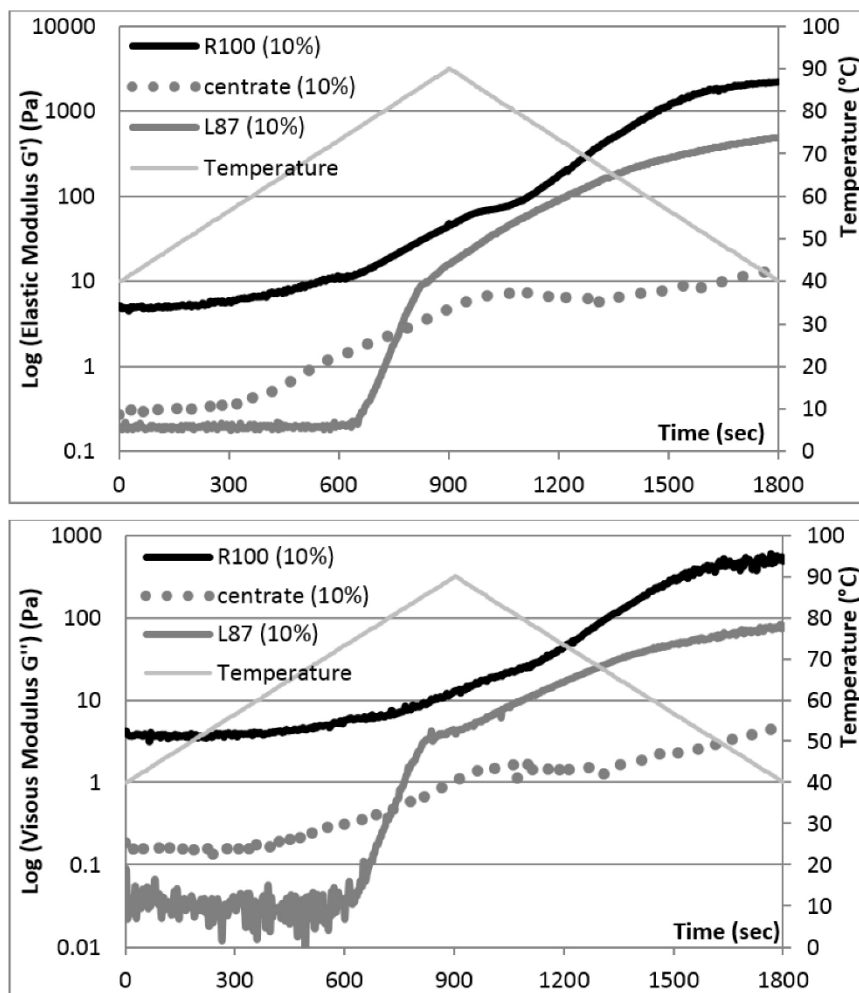 Log (Elastic Modulus G') (Pa)
10000
1000
100
10
1
0.1
R100 (10%)
centrate (10%)
L87 (10%)
Temperature
100
90
80
70
60
50
40
30
20
10
0
Temperature (°C)
Time (sec)
0 300 600 900 1200 1500 1800
Log (Visous Modulus G'') (Pa)
1000
100
10
1
0.1
0.01
R100 (10%)
centrate (10%)
L87 (10%)
Temperature
100
90
80
70
60
50
40
30
20
10
0
Temperature (°C)
Time (sec)
0 300 600 900 1200 1500 1800